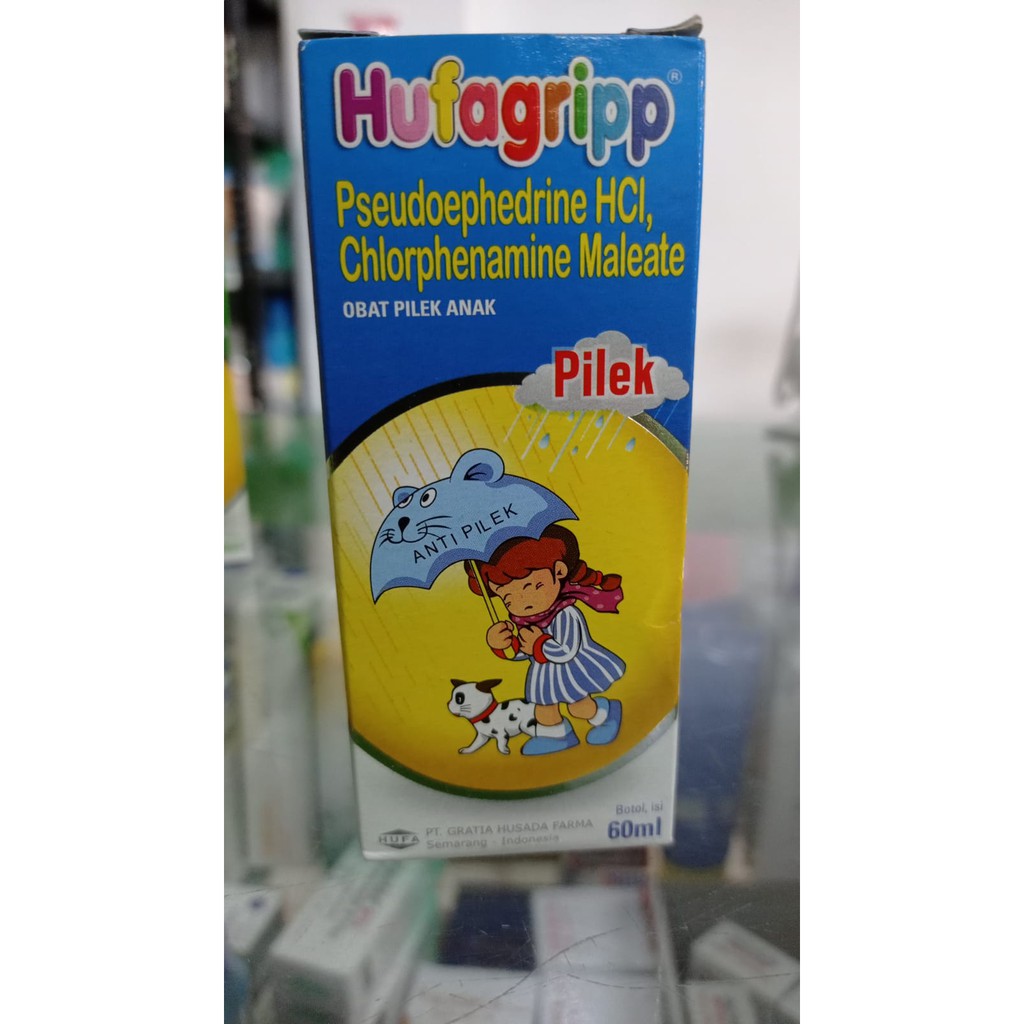 Hufagripp®
Pseudoephedrine HCl,
Chlorphenamine Maleate
OBAT PILEK ANAK
Pilek
ANTI PILEK
Botol, isi
60ml
HUFA
PT. GRATIA HUSADA FARMA
Semarang - Indonesia